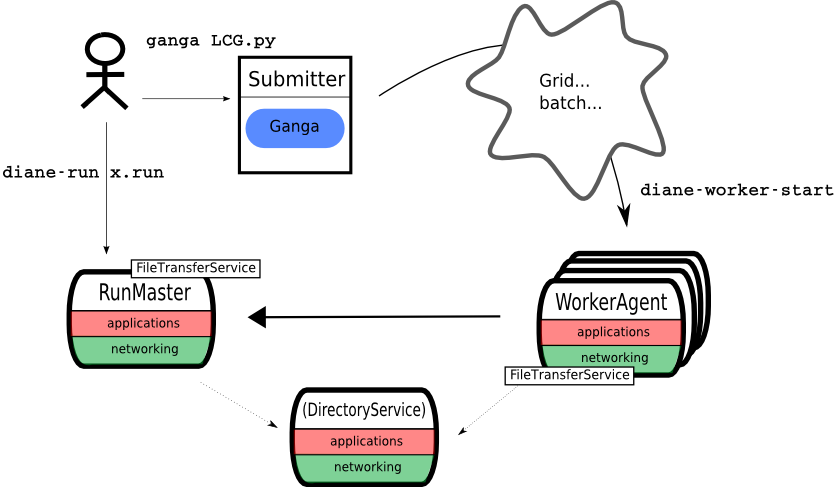 ganga LCG.py
Submitter
Ganga
Grid...
batch...
diane-run x.run
diane-worker-start
FileTransferService
RunMaster
applications
networking
WorkerAgent
applications
networking
FileTransferService
(DirectoryService)
applications
networking